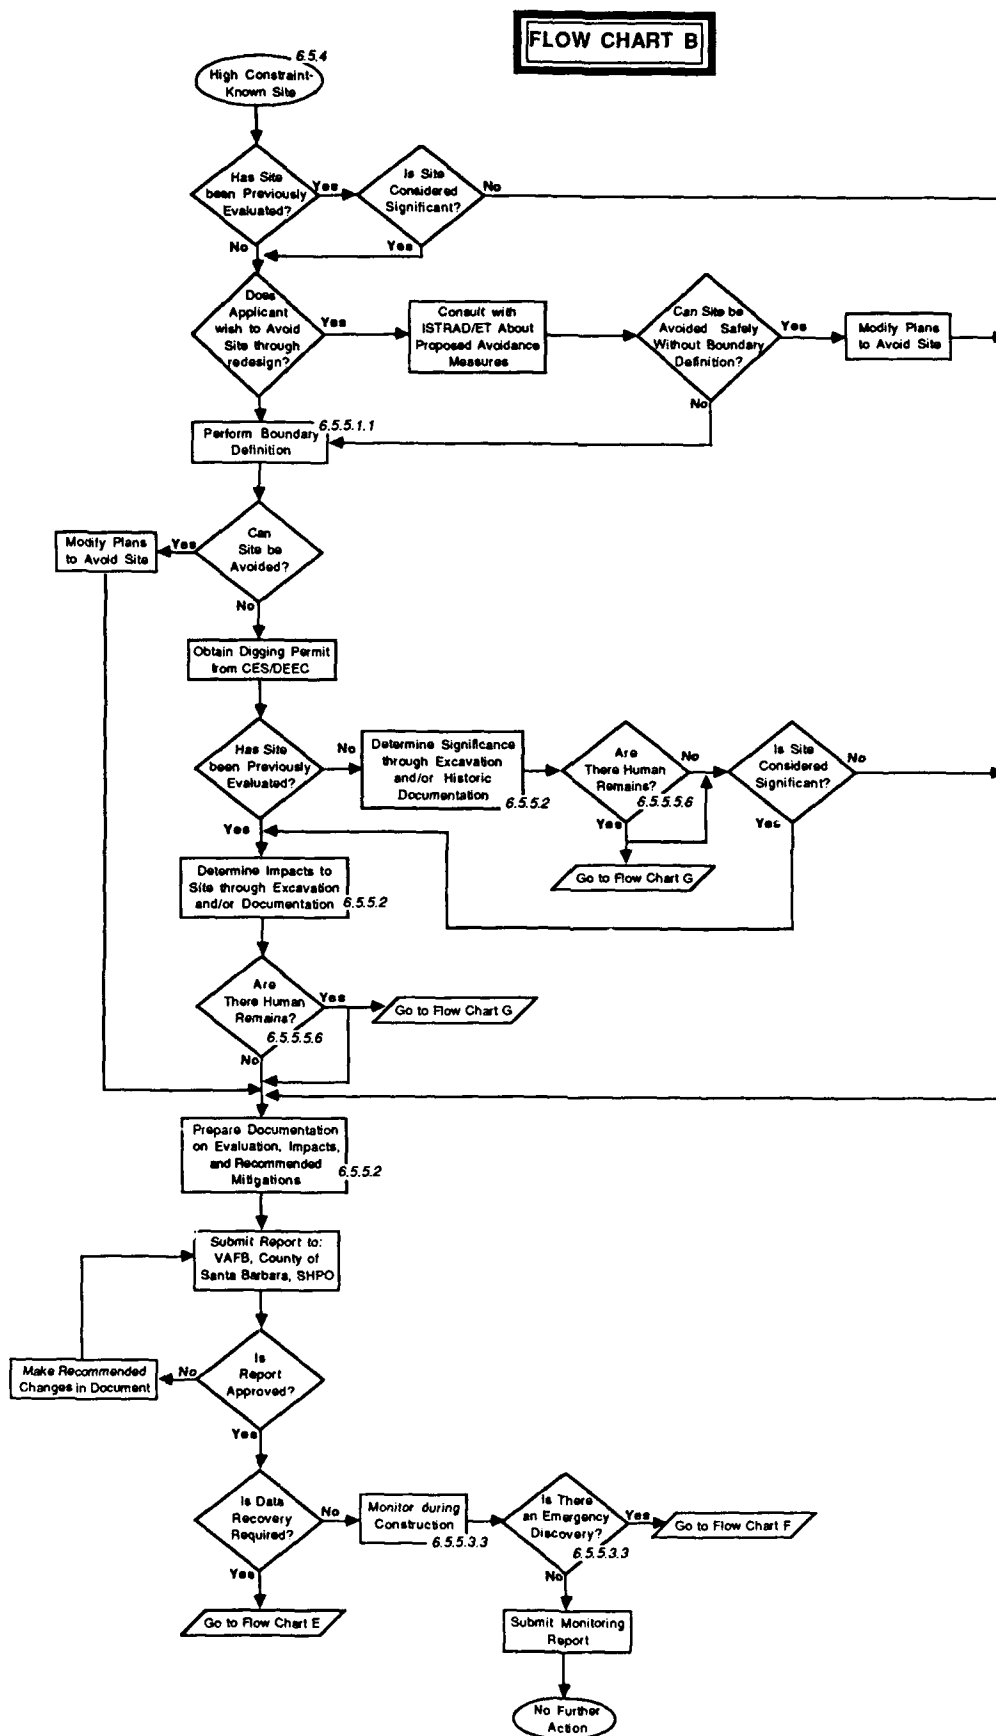 FLOW CHART B
6.5.4
High Constraint-
Known Site
Has Site
been Previously
Evaluated?
Yes
No
Is Site
Considered
Significant?
No
Yes
Does
Applicant
wish to Avoid
Site through
redesign?
Yes
No
Consult with
ISTRAD/ET About
Proposed Avoidance
Measures
Can Site be
Avoided Safely
Without Boundary
Definition?
Yes
No
Modify Plans
to Avoid Site
6.5.5.1.1
Perform Boundary
Definition
Can
Site be
Avoided?
Yes
No
Modify Plans
to Avoid Site
Obtain Digging Permit
from CES/DEEC
Has Site
been Previously
Evaluated?
No
Yes
Determine Significance
through Excavation
and/or Historic
Documentation
6.5.5.2
Are
There Human
Remains?
6.5.5.5.6
No
Yes
Go to Flow Chart G
Is Site
Considered
Significant?
No
Yes
Determine Impacts to
Site through Excavation
and/or Documentation
6.5.5.2
Are
There Human
Remains?
6.5.5.5.6
Yes
No
Go to Flow Chart G
Prepare Documentation
on Evaluation, Impacts,
and Recommended
Mitigations
6.5.5.2
Submit Report to:
VAFB, County of
Santa Barbara, SHPO
Is
Report
Approved?
No
Yes
Make Recommended
Changes in Document
Is Data
Recovery
Required?
No
Yes
Monitor during
Construction
6.5.5.3.3
Is There
an Emergency
Discovery?
6.5.5.3.3
Yes
No
Go to Flow Chart F
Go to Flow Chart E
Submit Monitoring
Report
No Further
Action